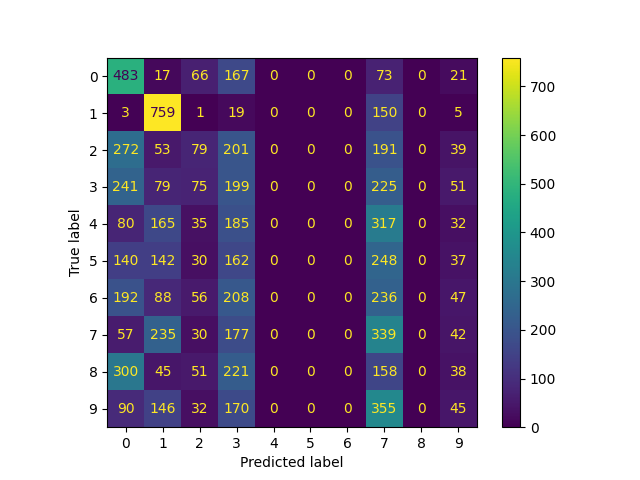 0 483 17 66 167 0 0 0 73 0 21
1 3 759 1 19 0 0 0 150 0 5
2 272 53 79 201 0 0 0 191 0 39
3 241 79 75 199 0 0 0 225 0 51
4 80 165 35 185 0 0 0 317 0 32
5 140 142 30 162 0 0 0 248 0 37
6 192 88 56 208 0 0 0 236 0 47
7 57 235 30 177 0 0 0 339 0 42
8 300 45 51 221 0 0 0 158 0 38
9 90 146 32 170 0 0 0 355 0 45
0 1 2 3 4 5 6 7 8 9
Predicted label
True label
700
600
500
400
300
200
100
0